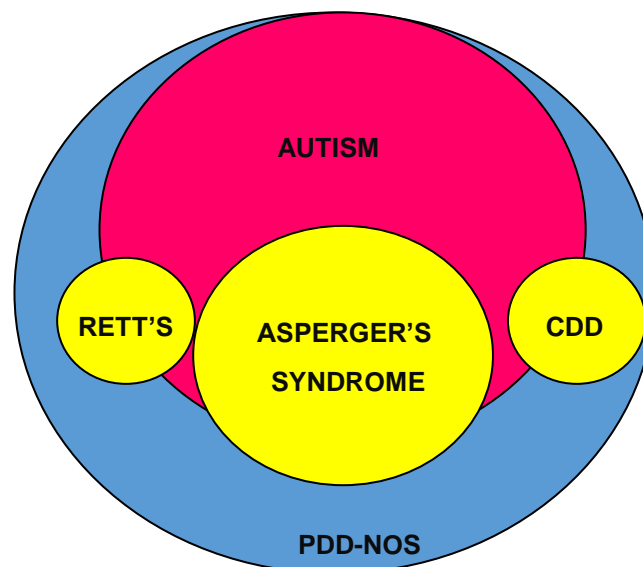 AUTISM
RETT'S
ASPERGER'S
SYNDROME
CDD
PDD-NOS